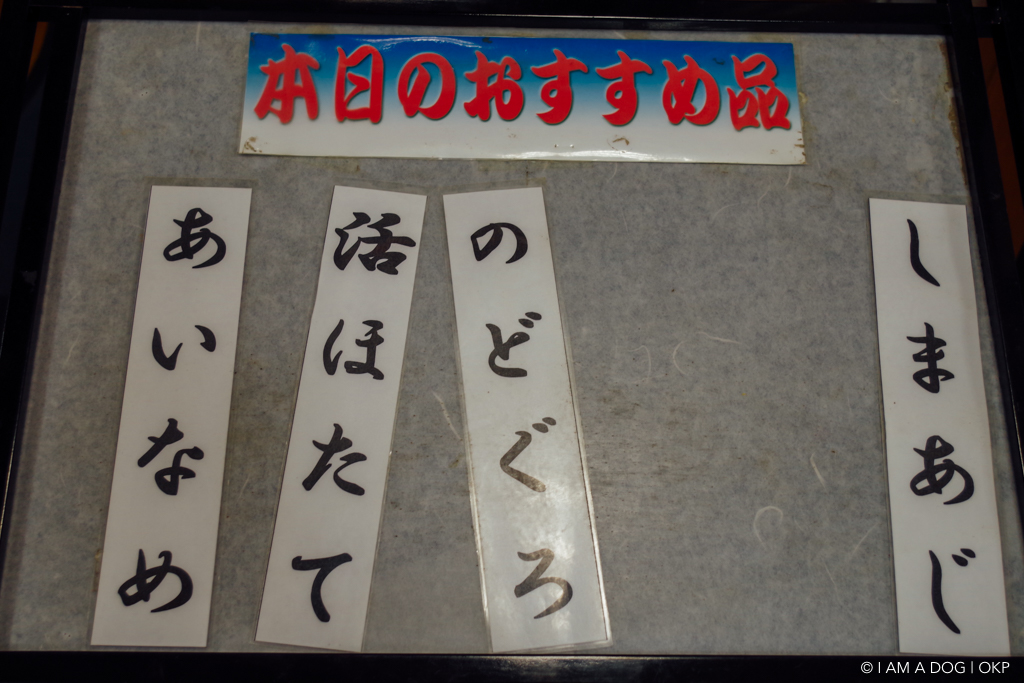 本日のおすすめ品
しまあじ
のどぐろ
活ほたて
あいなめ
© I AM A DOG | OKP